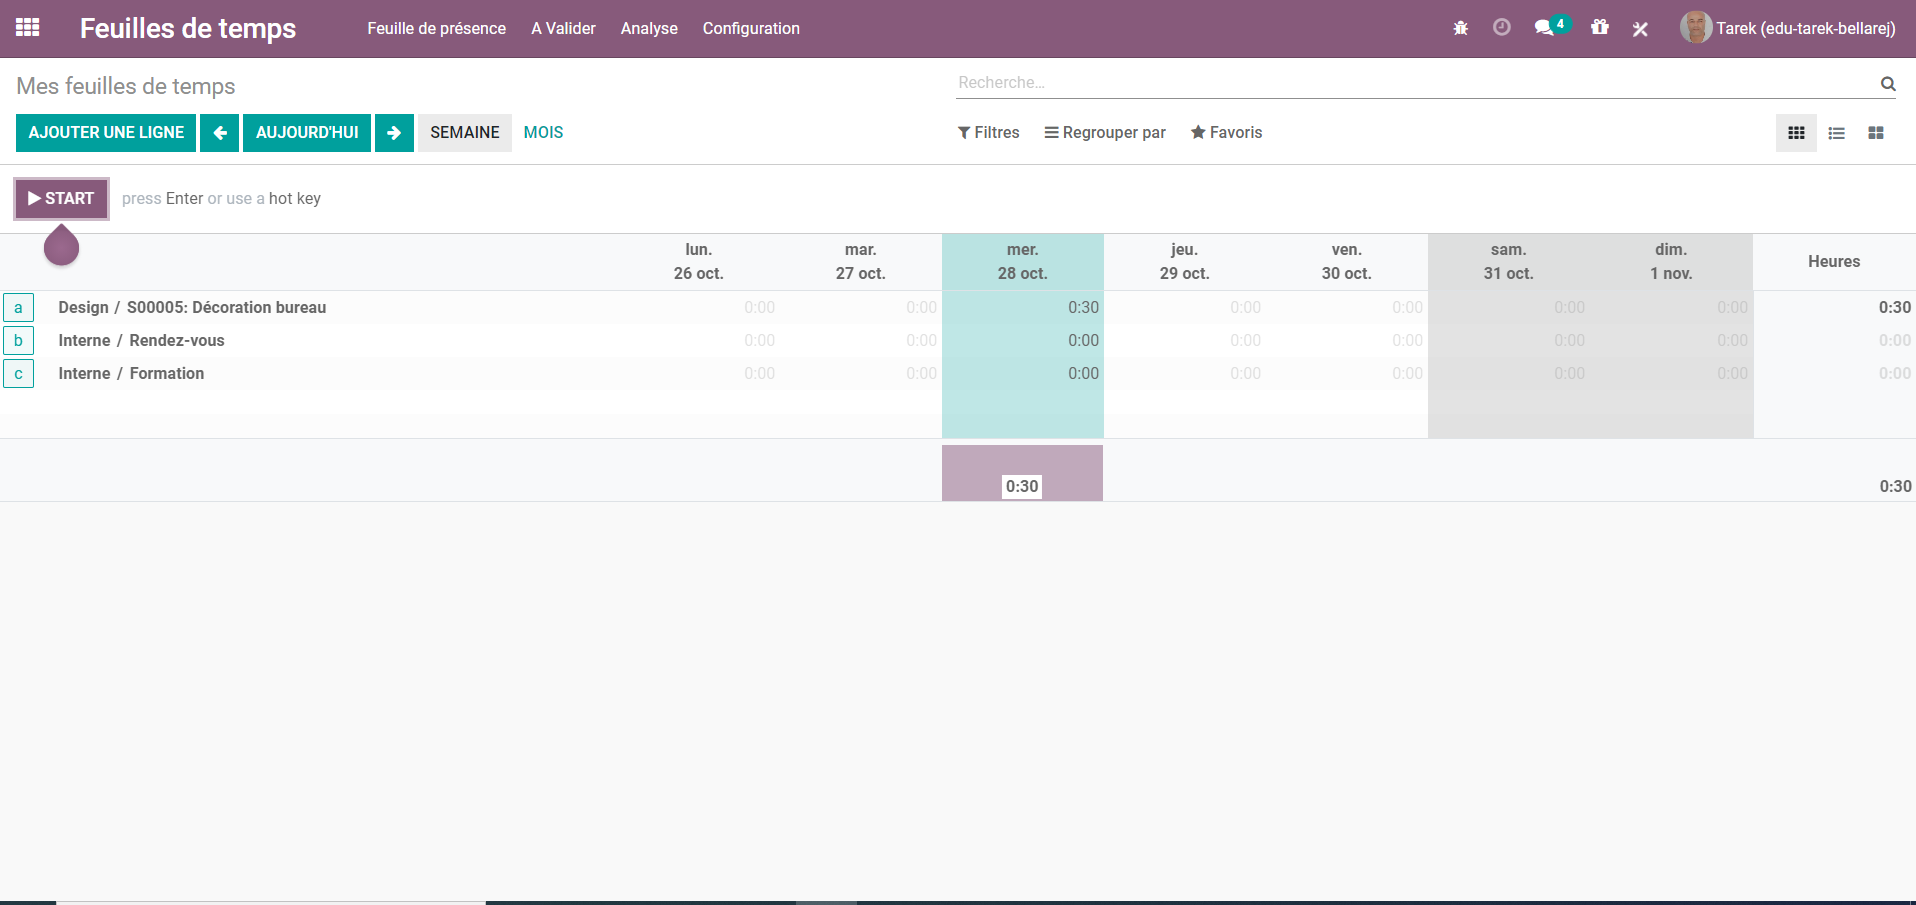 Feuilles de temps Feuille de présence A Valider Analyse Configuration 4 Tarek (edu-tarek-bellarej)
Mes feuilles de temps Recherche...
AJOUTER UNE LIGNE AUJOURD'HUI SEMAINE MOIS Filtres Regrouper par Favoris
START press Enter or use a hot key
lun. mar. mer. jeu. ven. sam. dim. Heures
26 oct. 27 oct. 28 oct. 29 oct. 30 oct. 31 oct. 1 nov.
a Design / S00005: Décoration bureau 0:00 0:00 0:30 0:00 0:00 0:00 0:00 0:30
b Interne / Rendez-vous 0:00 0:00 0:00 0:00 0:00 0:00 0:00 0:00
c Interne / Formation 0:00 0:00 0:00 0:00 0:00 0:00 0:00 0:00
0:30 0:30